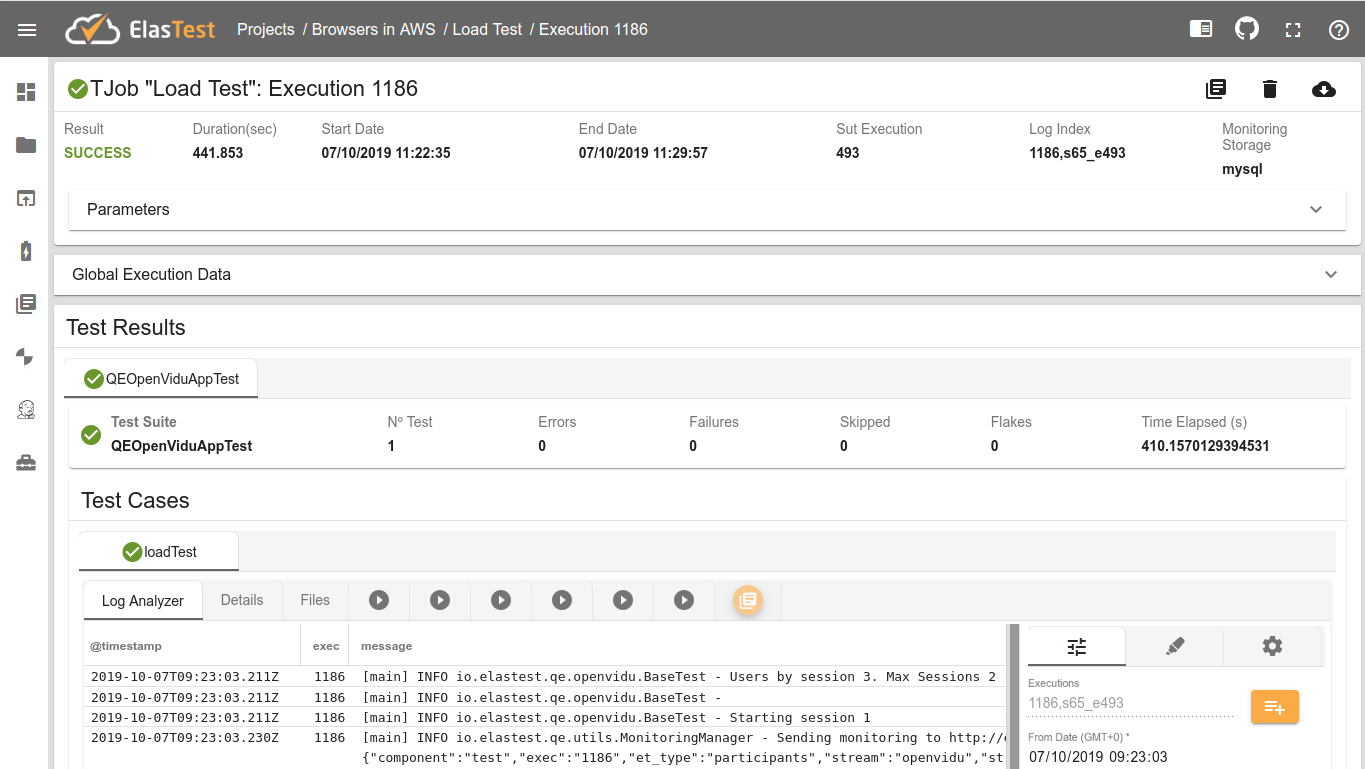 ElasTest Projects / Browsers in AWS / Load Test / Execution 1186
TJob "Load Test": Execution 1186
Result Duration(sec) Start Date End Date Sut Execution Log Index Monitoring Storage
SUCCESS 441.853 07/10/2019 11:22:35 07/10/2019 11:29:57 493 1186,s65_e493 mysql
Parameters
Global Execution Data
Test Results
QEOpenViduAppTest
Test Suite Nº Test Errors Failures Skipped Flakes Time Elapsed (s)
QEOpenViduAppTest 1 0 0 0 0 410.1570129394531
Test Cases
loadTest
Log Analyzer Details Files
@timestamp exec message
2019-10-07T09:23:03.211Z 1186 [main] INFO io.elastest.qe.openvidu.BaseTest - Users by session 3. Max Sessions 2
2019-10-07T09:23:03.211Z 1186 [main] INFO io.elastest.qe.openvidu.BaseTest -
2019-10-07T09:23:03.211Z 1186 [main] INFO io.elastest.qe.openvidu.BaseTest - Starting session 1
2019-10-07T09:23:03.230Z 1186 [main] INFO io.elastest.qe.utils.MonitoringManager - Sending monitoring to http://
{"component":"test","exec":"1186","et_type":"participants","stream":"openvidu","st
Executions
1186,s65_e493
From Date (GMT+0) *
07/10/2019 09:23:03